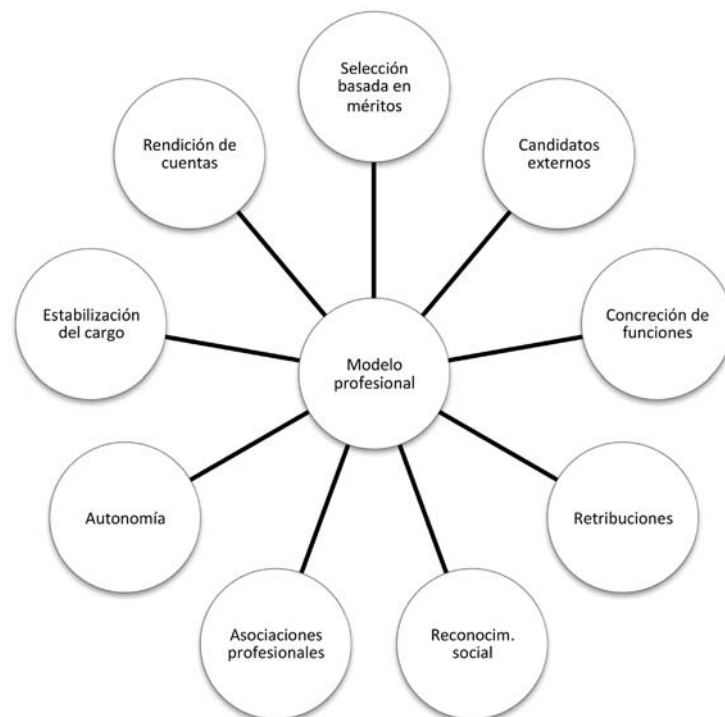 Selección
basada en
méritos
Candidatos
externos
Concreción de
funciones
Retribuciones
Reconocim.
social
Asociaciones
profesionales
Autonomía
Estabilización
del cargo
Rendición de
cuentas
Modelo
profesional